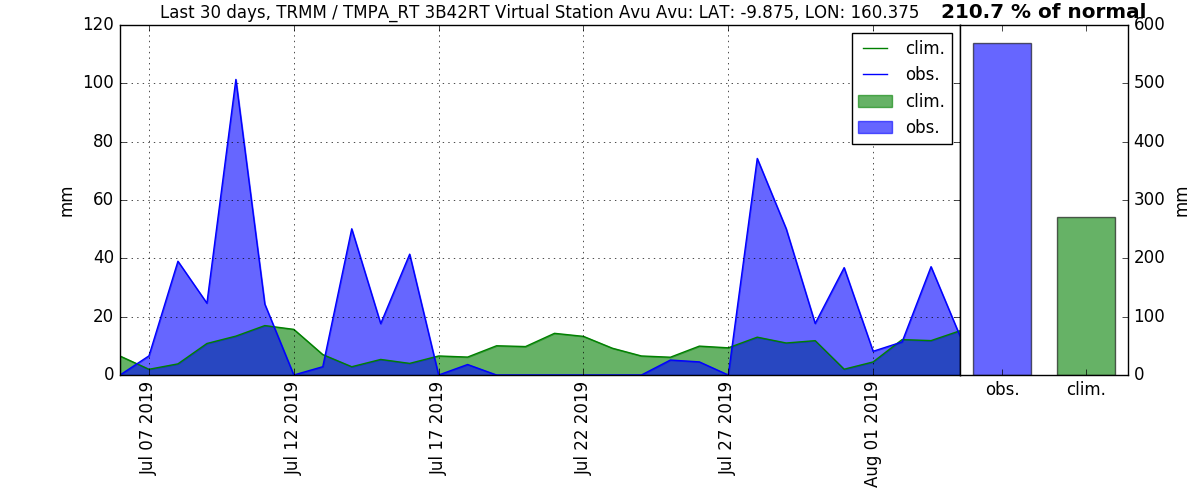 Last 30 days, TRMM / TMPA_RT 3B42RT Virtual Station Avu Avu: LAT: -9.875, LON: 160.375
210.7 % of normal
120
100
80
60
40
20
0
mm
clim.
obs.
clim.
obs.
600
500
400
300
200
100
0
mm
Jul 07 2019
Jul 12 2019
Jul 17 2019
Jul 22 2019
Jul 27 2019
Aug 01 2019
obs.
clim.